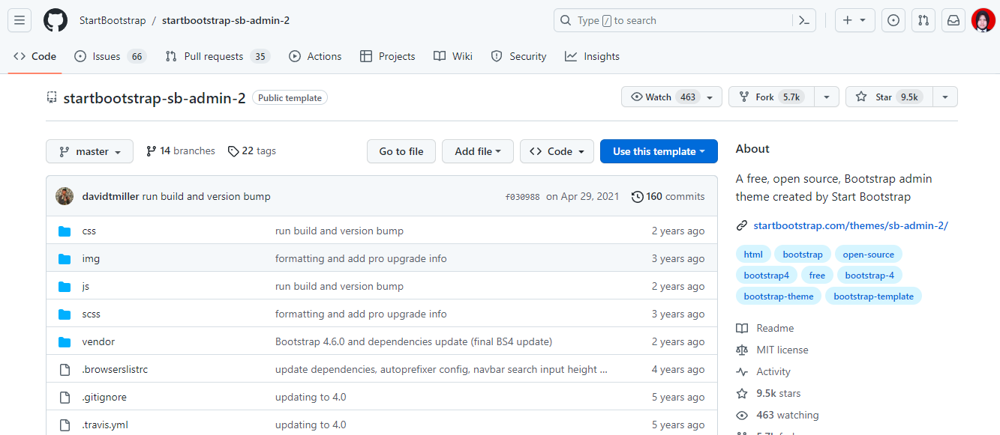 StartBootstrap / startbootstrap-sb-admin-2 Type / to search
Code Issues 66 Pull requests 35 Actions Projects Wiki Security Insights
startbootstrap-sb-admin-2 Public template Watch 463 Fork 5.7k Star 9.5k
master 14 branches 22 tags Go to file Add file Code Use this template
davidtmiller run build and version bump f030988 on Apr 29, 2021 160 commits
css run build and version bump 2 years ago
img formatting and add pro upgrade info 3 years ago
js run build and version bump 2 years ago
scss formatting and add pro upgrade info 3 years ago
vendor Bootstrap 4.6.0 and dependencies update (final BS4 update) 2 years ago
.browserslistrc update dependencies, autoprefixer config, navbar search input height ... 4 years ago
.gitignore updating to 4.0 5 years ago
.travis.yml updating to 4.0 5 years ago
About
A free, open source, Bootstrap admin
theme created by Start Bootstrap
startbootstrap.com/themes/sb-admin-2/
html bootstrap open-source
bootstrap4 free bootstrap-4
bootstrap-theme bootstrap-template
Readme
MIT license
Activity
9.5k stars
463 watching